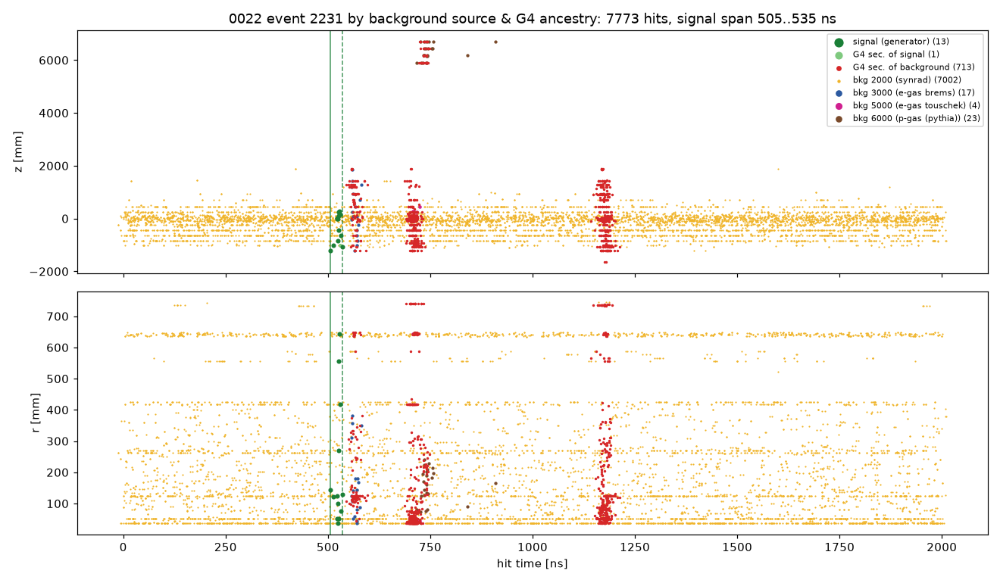 0022 event 2231 by background source & G4 ancestry: 7773 hits, signal span 505..535 ns
signal (generator) (13)
G4 sec. of signal (1)
G4 sec. of background (713)
bkg 2000 (synrad) (7002)
bkg 3000 (e-gas brems) (17)
bkg 5000 (e-gas touschek) (4)
bkg 6000 (p-gas (pythia)) (23)
z [mm]
6000
4000
2000
0
−2000
r [mm]
700
600
500
400
300
200
100
0 250 500 750 1000 1250 1500 1750 2000
hit time [ns]